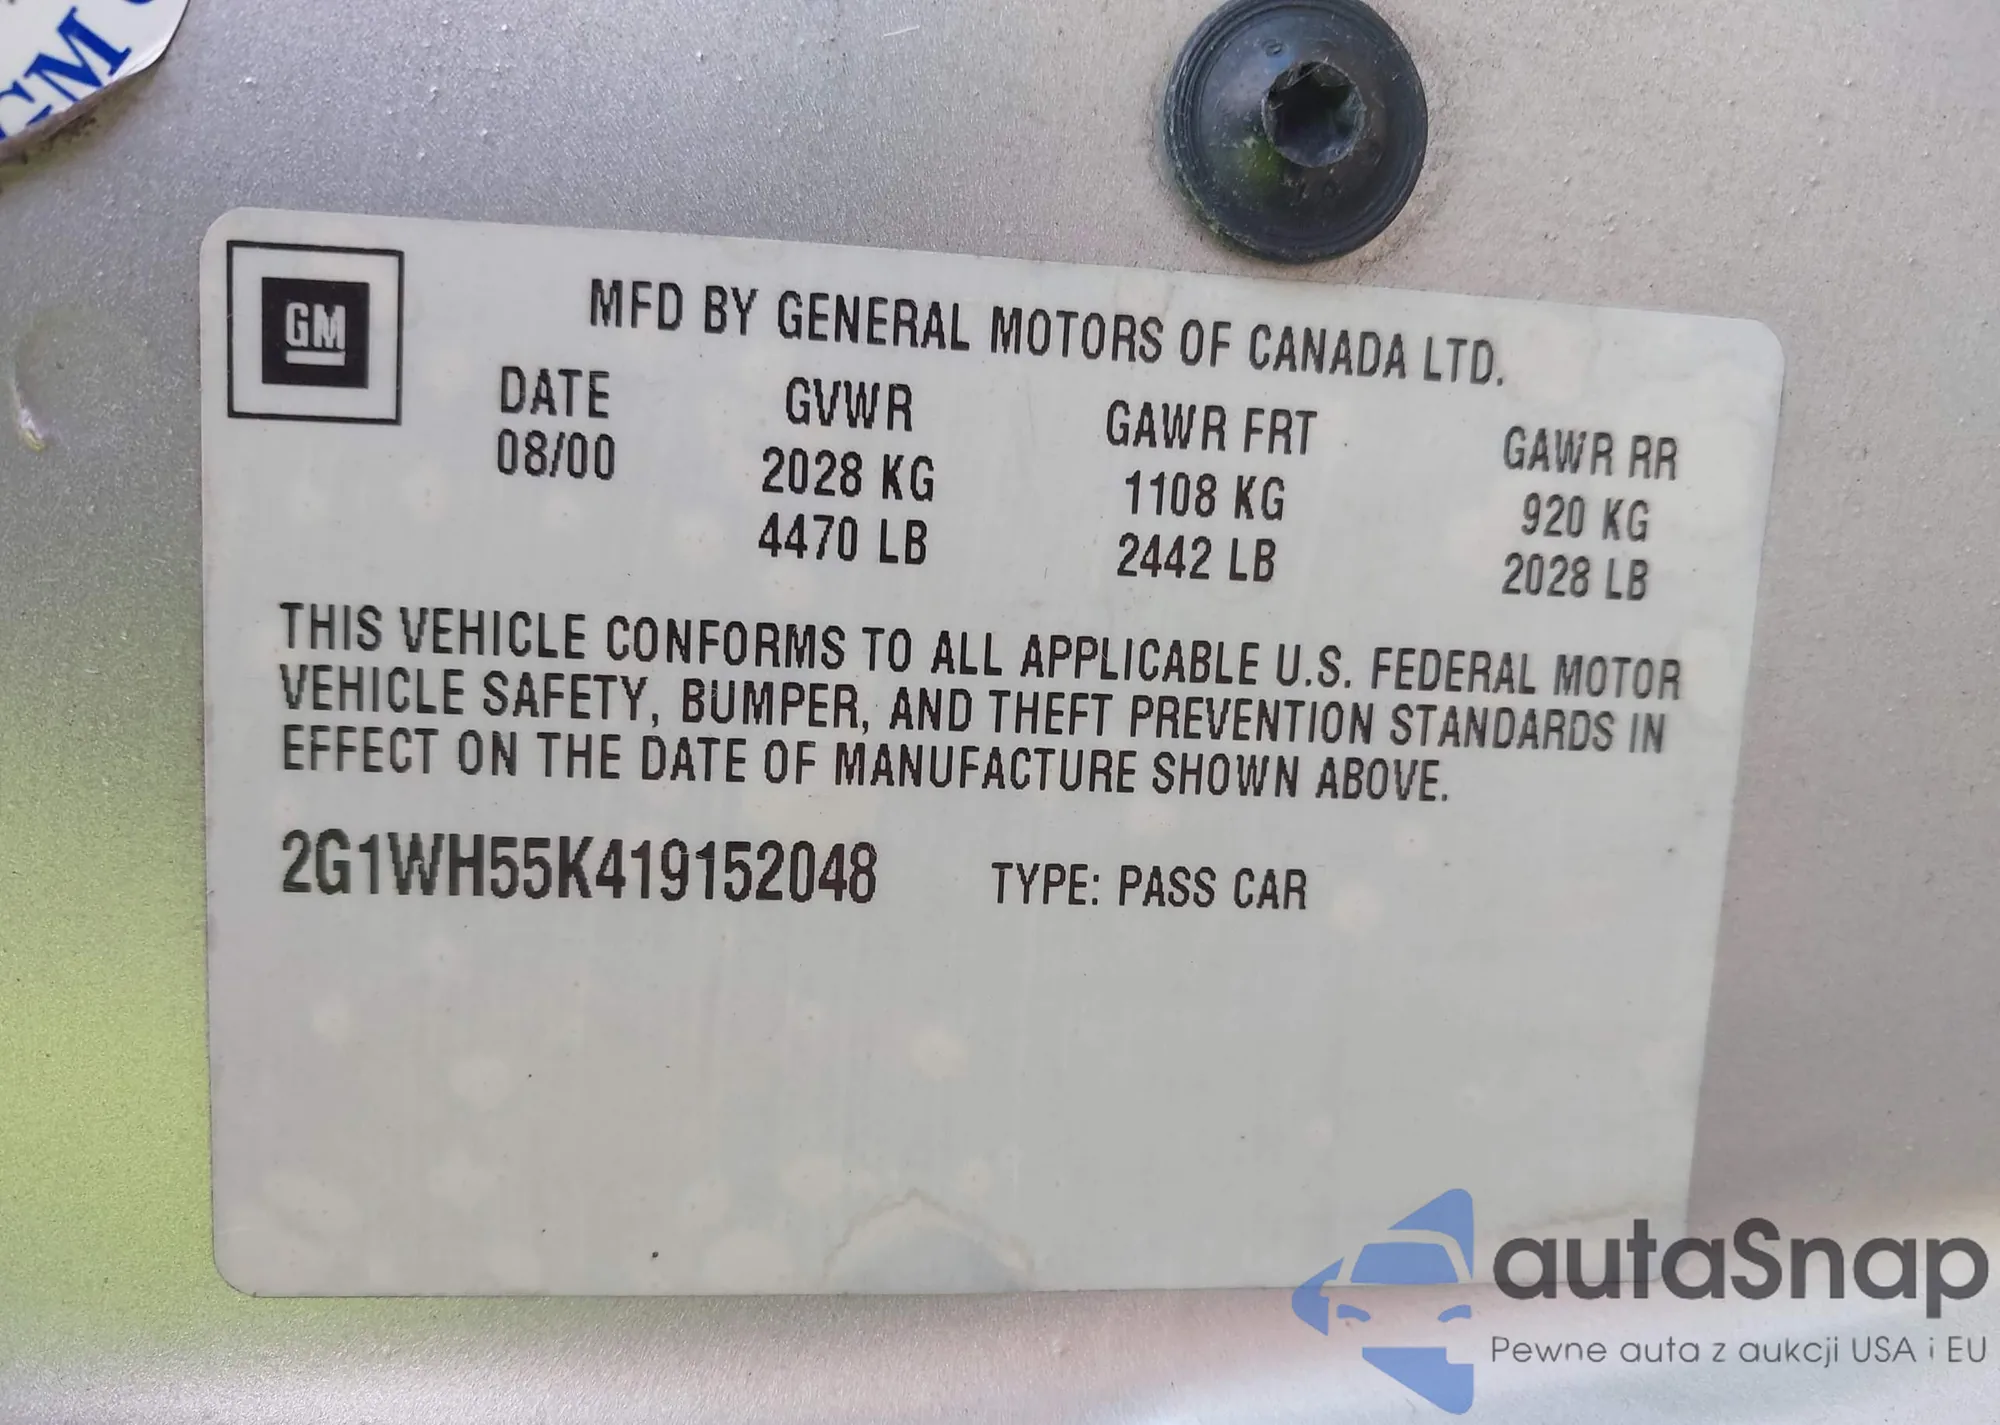 GM
GM
MFD BY GENERAL MOTORS OF CANADA LTD.
DATE GVWR GAWR FRT GAWR RR
08/00 2028 KG 1108 KG 920 KG
4470 LB 2442 LB 2028 LB
THIS VEHICLE CONFORMS TO ALL APPLICABLE U.S. FEDERAL MOTOR
VEHICLE SAFETY, BUMPER, AND THEFT PREVENTION STANDARDS IN
EFFECT ON THE DATE OF MANUFACTURE SHOWN ABOVE.
2G1WH55K419152048 TYPE: PASS CAR
autaSnap
Pewne auta z aukcji USA i EU